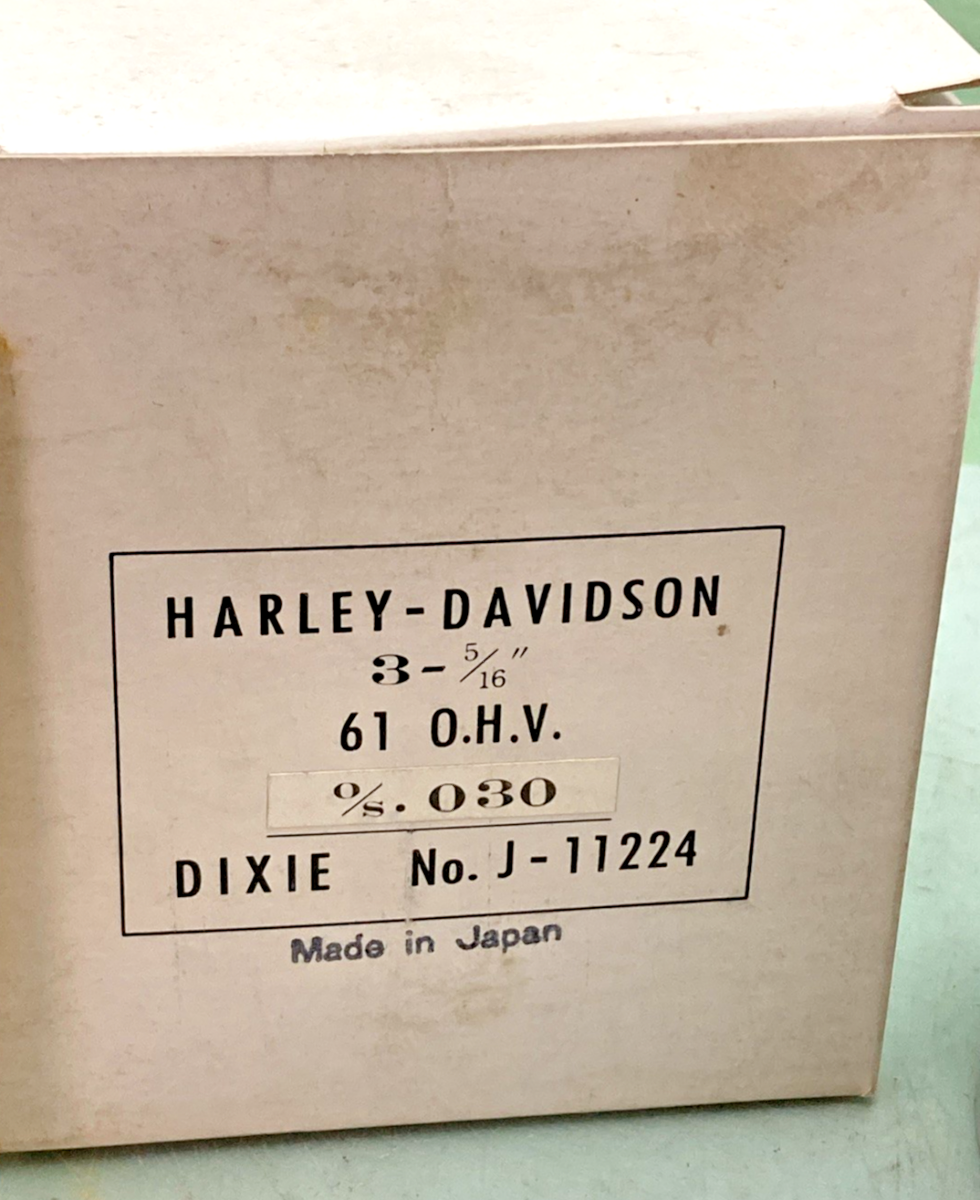 HARLEY-DAVIDSON
3-5/16"
61 O.H.V.
O/S. 030
DIXIE No. J-11224
Made in Japan